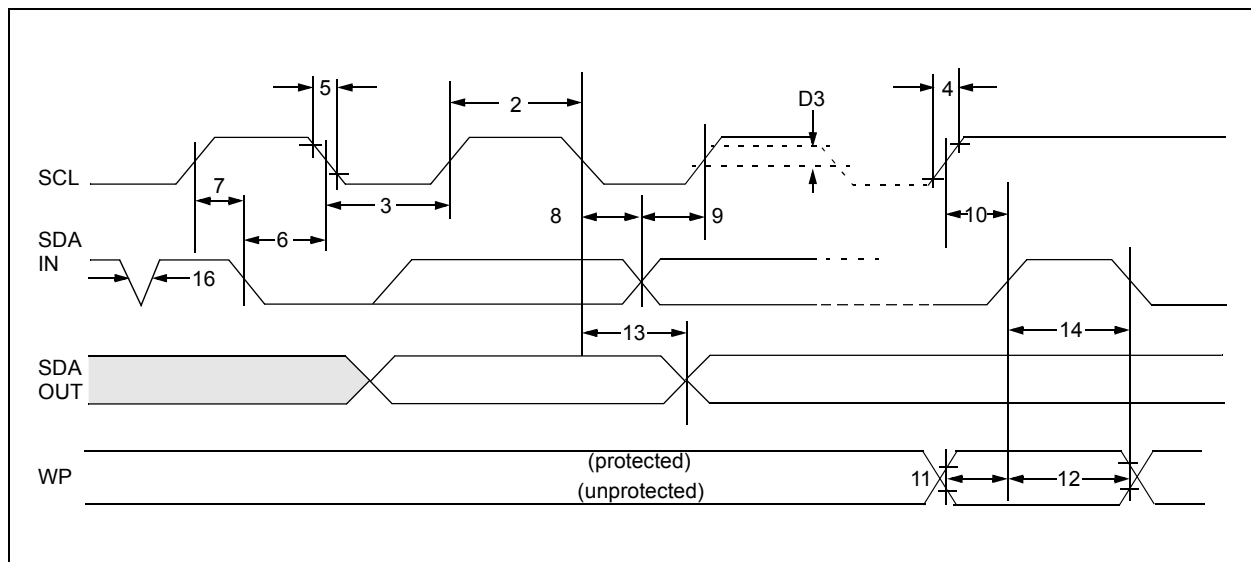 5
2
D3
4
SCL
7
3
8
9
10
SDA
IN
6
16
13
14
SDA
OUT
WP
(protected)
(unprotected)
11
12